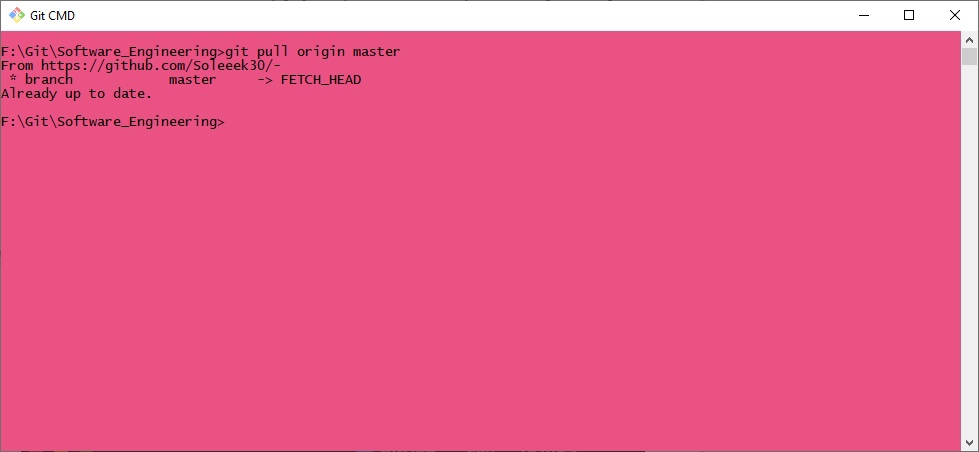 Git CMD
F:\Git\Software_Engineering>git pull origin master
From https://github.com/Soleeek30/-
 * branch            master     -> FETCH_HEAD
Already up to date.
F:\Git\Software_Engineering>